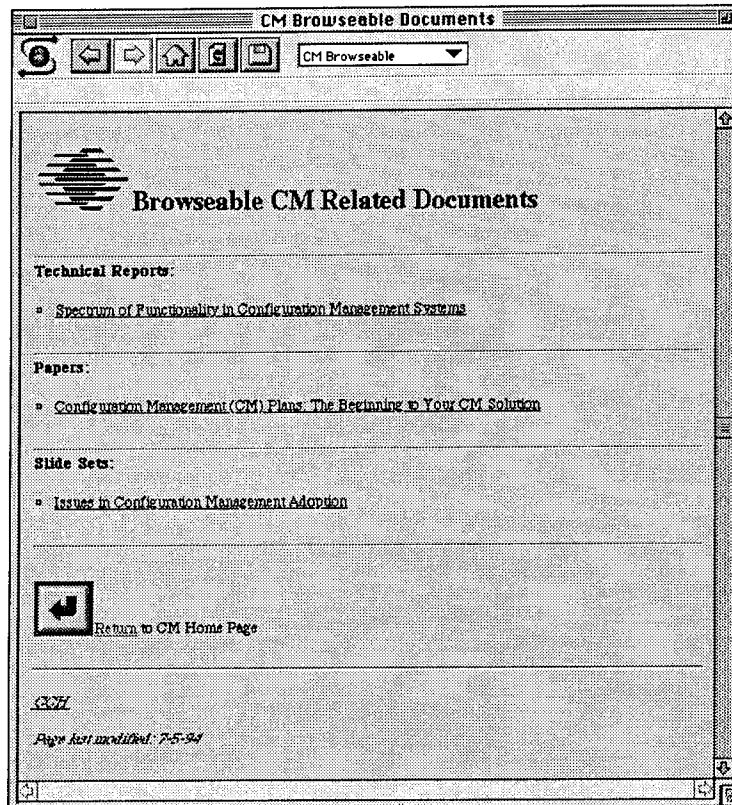 CM Browseable Documents
CM Browseable
Browseable CM Related Documents
Technical Reports:
Spectrum of Functionality in Configuration Management Systems
Papers:
Configuration Management (CM) Plans: The Beginning to Your CM Solution
Slide Sets:
Issues in Configuration Management Adoption
Return to CM Home Page
CCH
Page last modified: 7-5-94